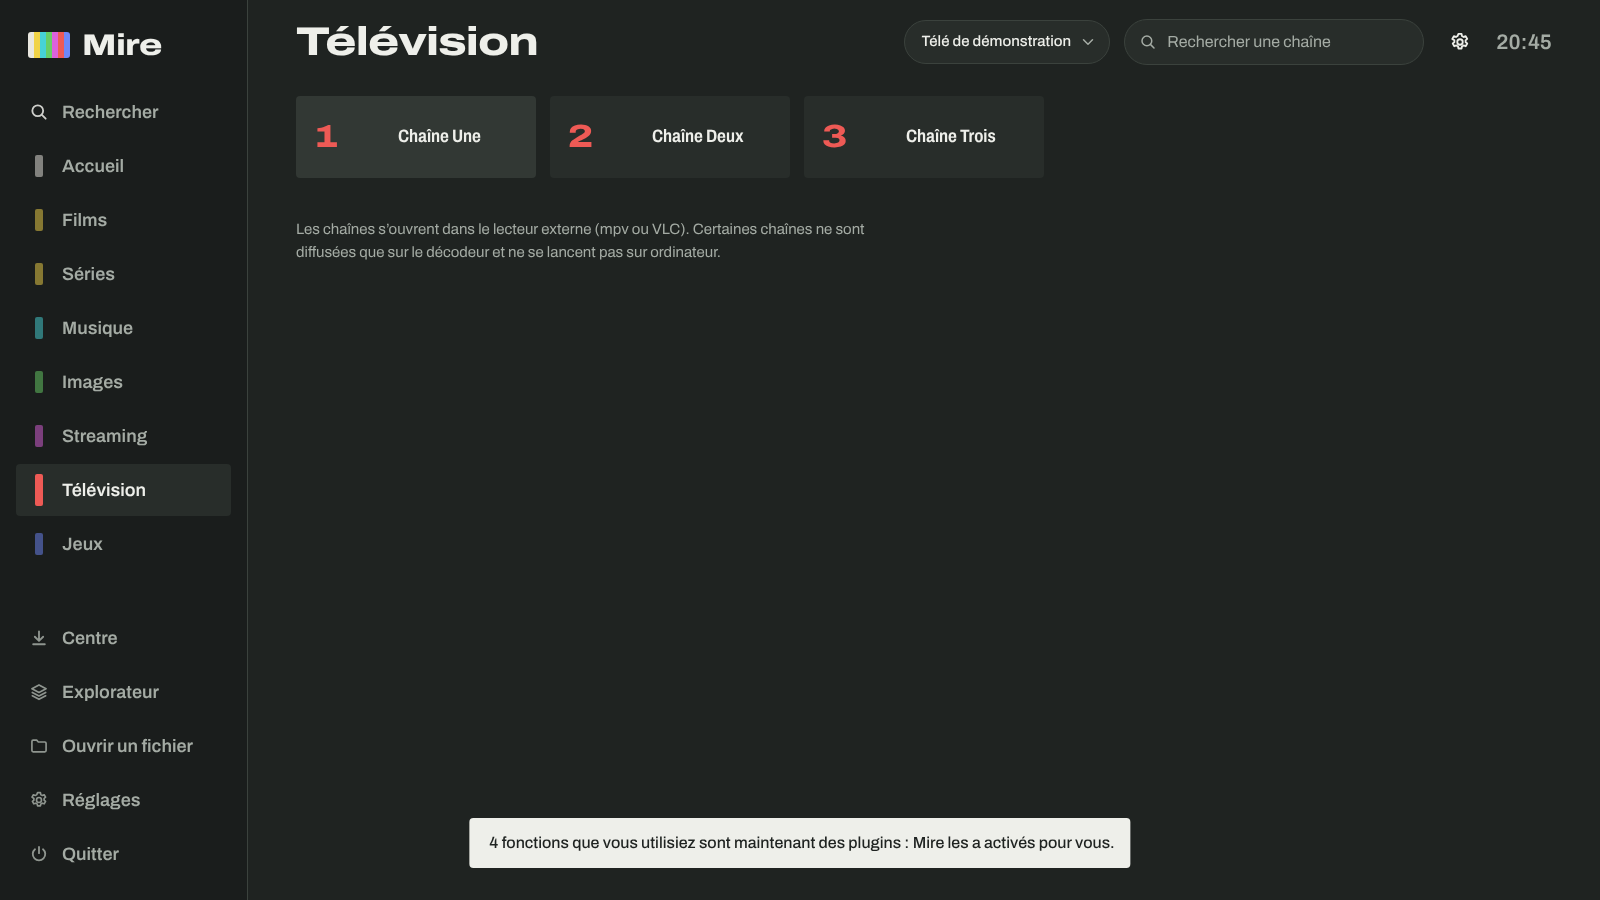 Mire
Rechercher
Accueil
Films
Séries
Musique
Images
Streaming
Télévision
Jeux
Centre
Explorateur
Ouvrir un fichier
Réglages
Quitter
Télévision
Télé de démonstration
Rechercher une chaîne
20:45
1 Chaîne Une
2 Chaîne Deux
3 Chaîne Trois
Les chaînes s’ouvrent dans le lecteur externe (mpv ou VLC). Certaines chaînes ne sont
diffusées que sur le décodeur et ne se lancent pas sur ordinateur.
4 fonctions que vous utilisiez sont maintenant des plugins : Mire les a activés pour vous.